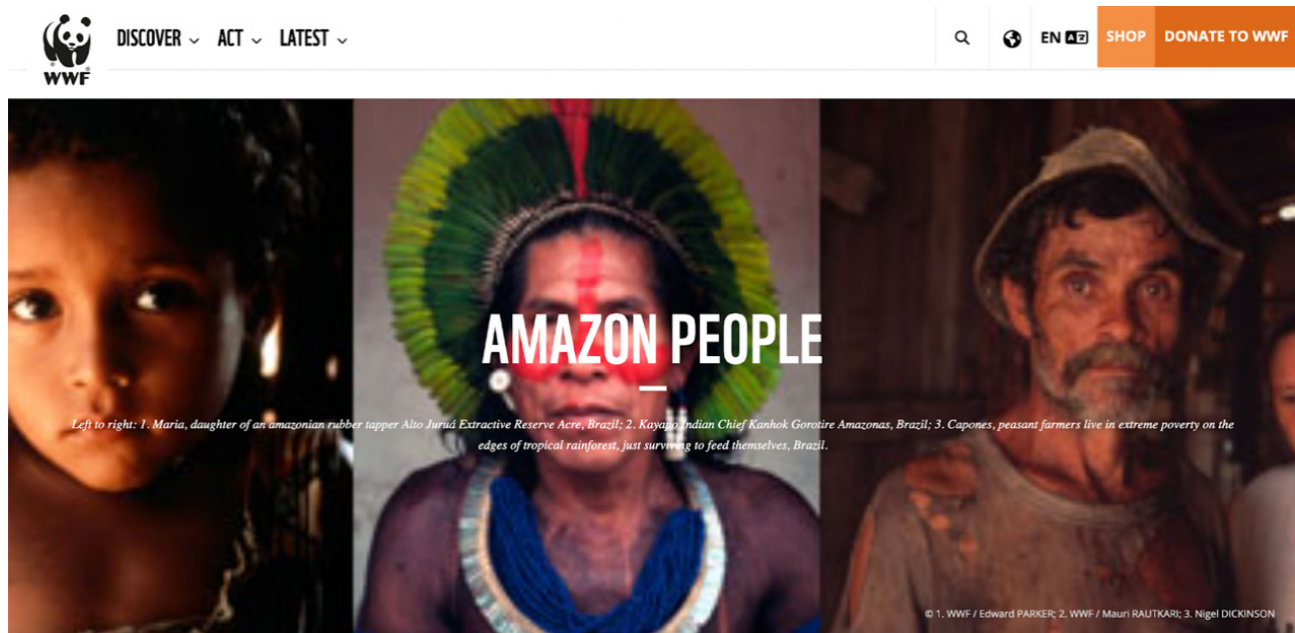 DISCOVER ACT LATEST EN SHOP DONATE TO WWF
WWF
AMAZON PEOPLE
Left to right: 1. Maria, daughter of an amazonian rubber tapper Alto Juruá Extractive Reserve Acre, Brazil; 2. Kayapo Indian Chief Kanhok Gorotire Amazonas, Brazil; 3. Capones, peasant farmers live in extreme poverty on the
edges of tropical rainforest, just surviving to feed themselves, Brazil.
© 1. WWF / Edward PARKER; 2. WWF / Mauri RAUTKARI; 3. Nigel DICKINSON